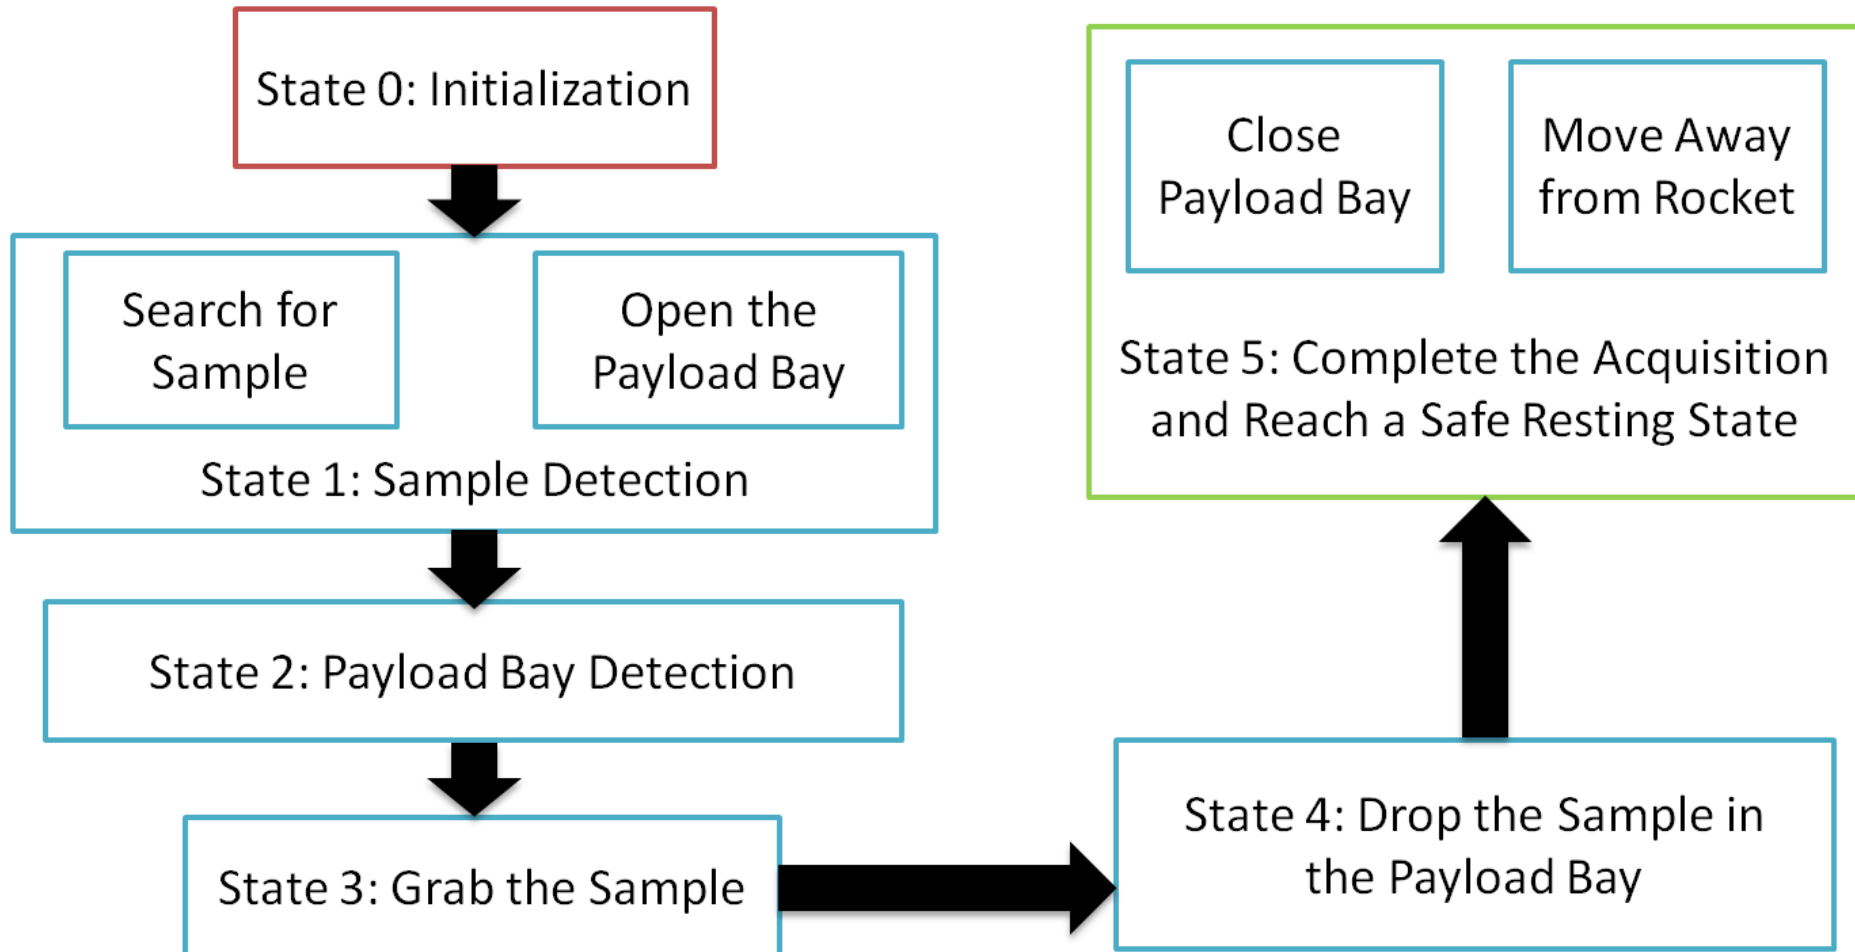 State 0: Initialization
Search for
Sample
Open the
Payload Bay
State 1: Sample Detection
State 2: Payload Bay Detection
State 3: Grab the Sample
State 4: Drop the Sample in
the Payload Bay
Close
Payload Bay
Move Away
from Rocket
State 5: Complete the Acquisition
and Reach a Safe Resting State